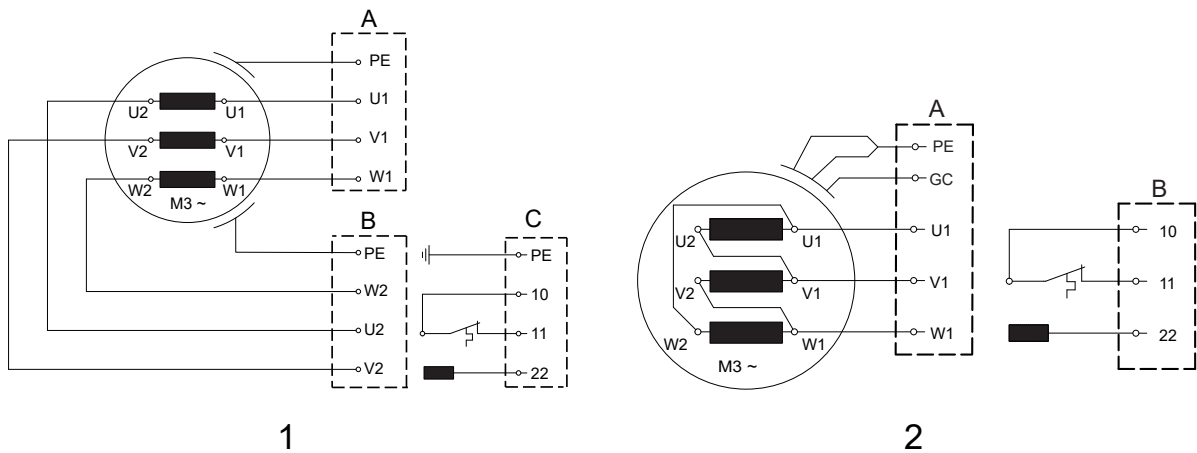 A
PE
U2 U1
U1
V2 V1
V1
W2 W1
W1
M3 ~
B
PE
W2
U2
V2
C
PE
10
11
22
1
A
PE
GC
U2 U1
U1
V2 V1
V1
W2 W1
W1
M3 ~
B
10
11
22
2